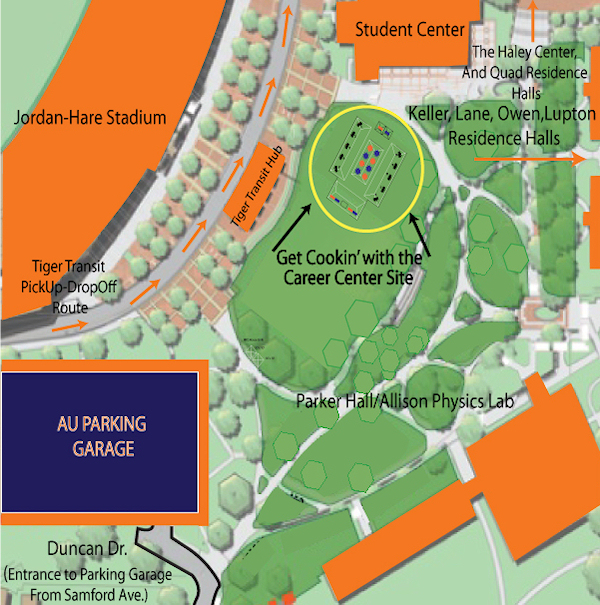 Student Center
The Haley Center,
And Quad Residence
Halls
Keller, Lane, Owen,Lupton
Residence Halls
Jordan-Hare Stadium
Tiger Transit Hub
Get Cookin' with the
Career Center Site
Tiger Transit
PickUp-DropOff
Route
Parker Hall/Allison Physics Lab
AU PARKING
GARAGE
Duncan Dr.
(Entrance to Parking Garage
From Samford Ave.)